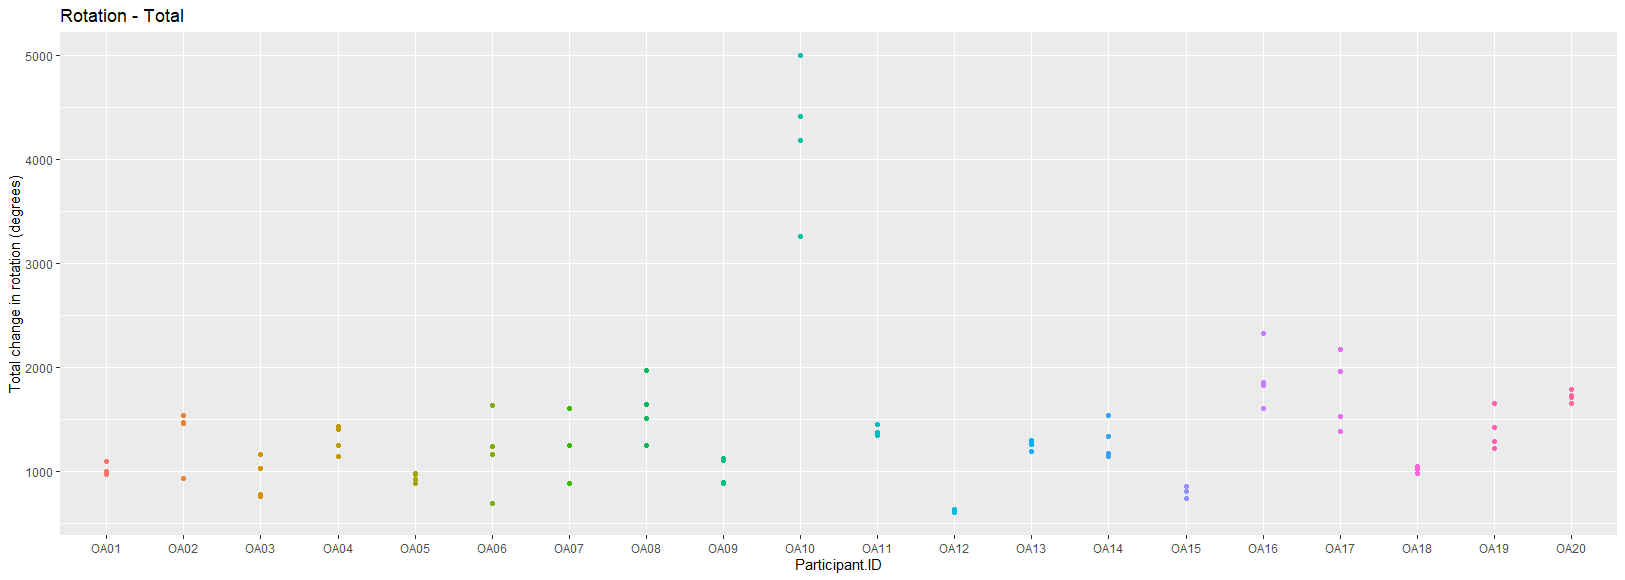 Rotation - Total
Total change in rotation (degrees)
5000
4000
3000
2000
1000
OA01 OA02 OA03 OA04 OA05 OA06 OA07 OA08 OA09 OA10 OA11 OA12 OA13 OA14 OA15 OA16 OA17 OA18 OA19 OA20
Participant.ID